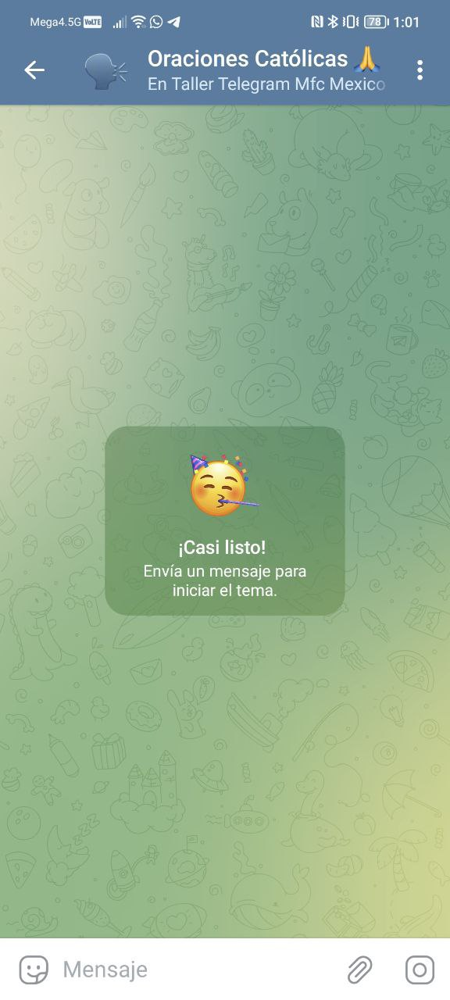 Mega4.5G VoLTE 78 1:01
Oraciones Católicas 🙏
En Taller Telegram Mfc Mexico
¡Casi listo!
Envía un mensaje para
iniciar el tema.
Mensaje